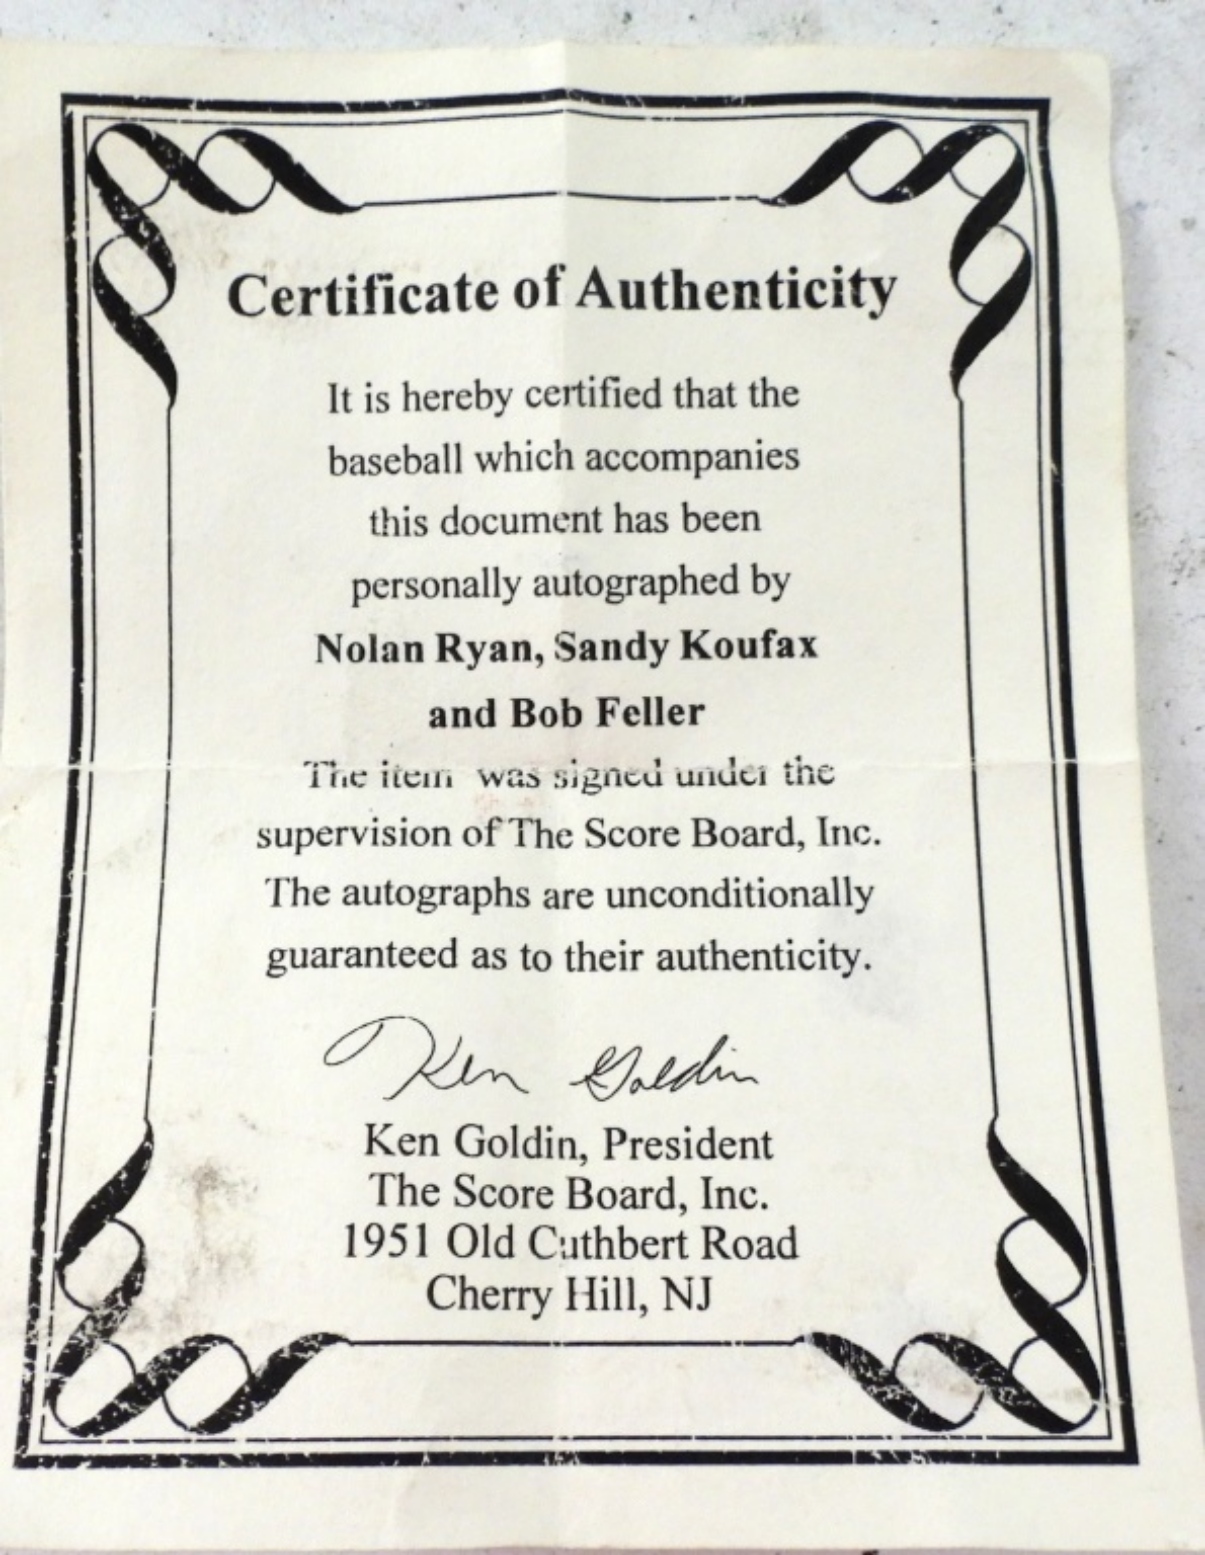 Certificate of Authenticity
It is hereby certified that the
baseball which accompanies
this document has been
personally autographed by
Nolan Ryan, Sandy Koufax
and Bob Feller
The item was signed under the
supervision of The Score Board, Inc.
The autographs are unconditionally
guaranteed as to their authenticity.
Ken Goldin
Ken Goldin, President
The Score Board, Inc.
1951 Old Cuthbert Road
Cherry Hill, NJ